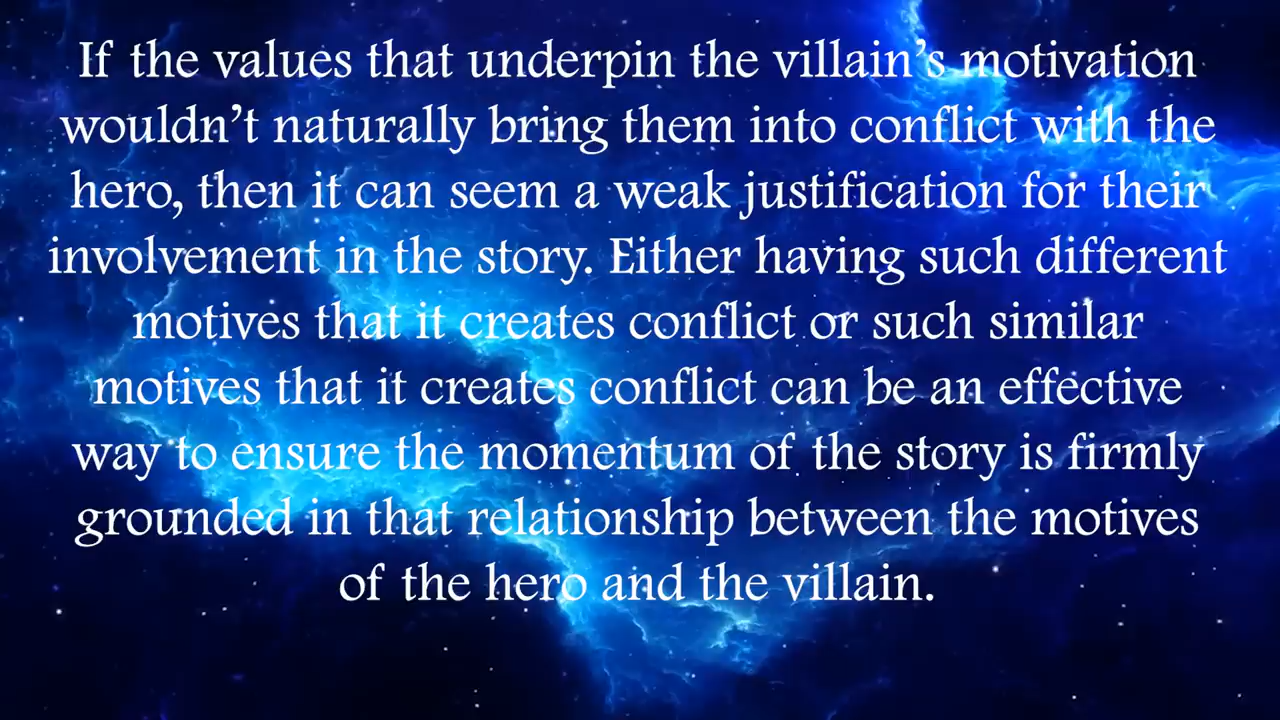 If the values that underpin the villain’s motivation
wouldn’t naturally bring them into conflict with the
hero, then it can seem a weak justification for their
involvement in the story. Either having such different
motives that it creates conflict or such similar
motives that it creates conflict can be an effective
way to ensure the momentum of the story is firmly
grounded in that relationship between the motives
of the hero and the villain.